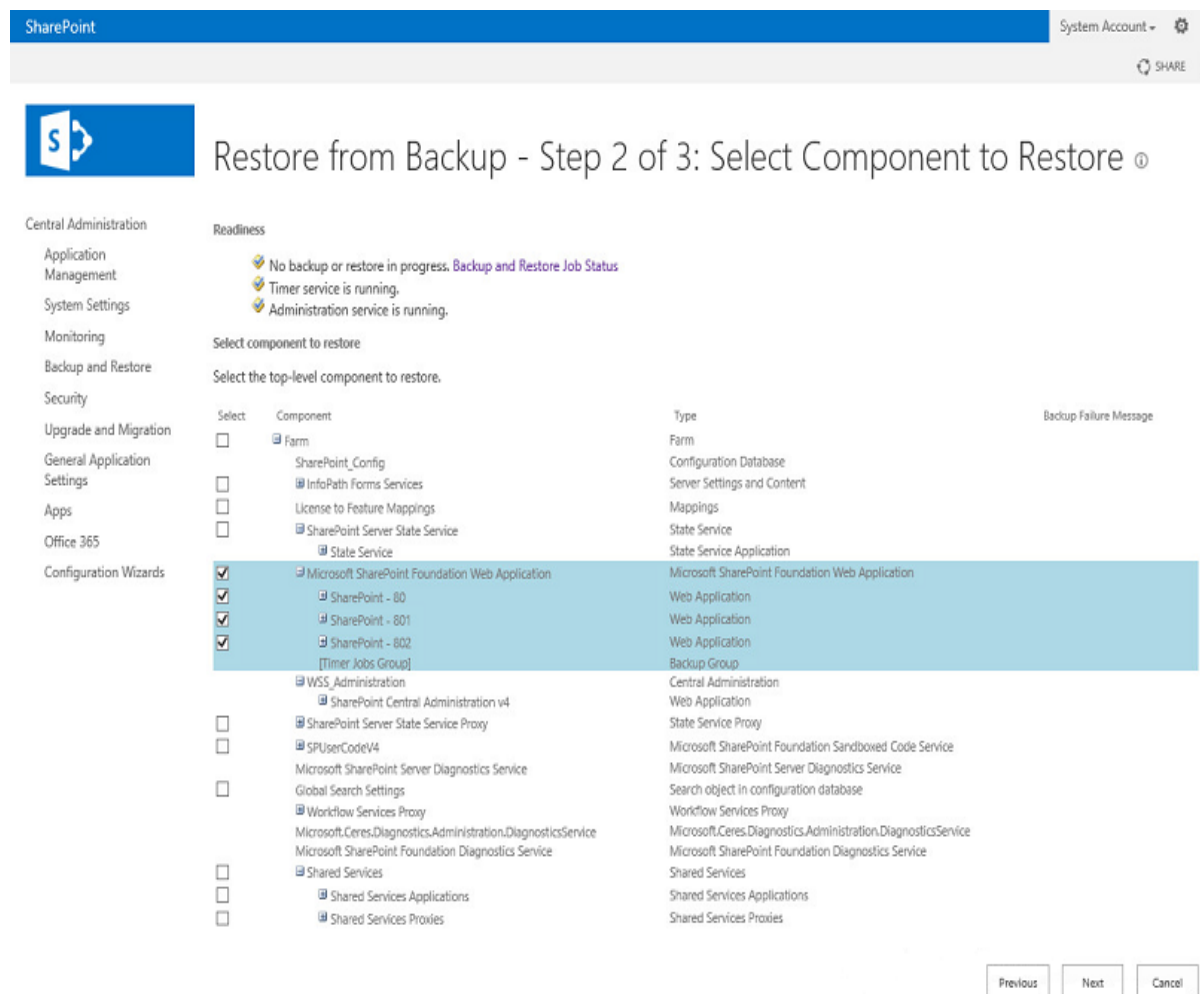 SharePoint
System Account
SHARE
S
Restore from Backup - Step 2 of 3: Select Component to Restore
Central Administration
Application
Management
System Settings
Monitoring
Backup and Restore
Security
Upgrade and Migration
General Application
Settings
Apps
Office 365
Configuration Wizards
Readiness
No backup or restore in progress. Backup and Restore Job Status
Timer service is running.
Administration service is running.
Select component to restore
Select the top-level component to restore.
Select Component Type Backup Failure Message
Farm Farm
SharePoint_Config Configuration Database
InfoPath Forms Services Server Settings and Content
License to Feature Mappings Mappings
SharePoint Server State Service State Service
State Service State Service Application
Microsoft SharePoint Foundation Web Application Microsoft SharePoint Foundation Web Application
SharePoint - 80 Web Application
SharePoint - 801 Web Application
SharePoint - 802 Web Application
[Timer Jobs Group] Backup Group
WSS_Administration Central Administration
SharePoint Central Administration v4 Web Application
SharePoint Server State Service Proxy State Service Proxy
SPUserCodeV4 Microsoft SharePoint Foundation Sandboxed Code Service
Microsoft SharePoint Server Diagnostics Service Microsoft SharePoint Server Diagnostics Service
Global Search Settings Search object in configuration database
Workflow Services Proxy Workflow Services Proxy
Microsoft.Ceres.Diagnostics.Administration.DiagnosticsService Microsoft.Ceres.Diagnostics.Administration.DiagnosticsService
Microsoft SharePoint Foundation Diagnostics Service Microsoft SharePoint Foundation Diagnostics Service
Shared Services Shared Services
Shared Services Applications Shared Services Applications
Shared Services Proxies Shared Services Proxies
Previous Next Cancel